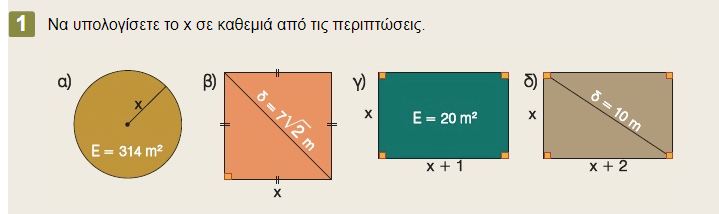 1 Να υπολογίσετε το x σε καθεμιά από τις περιπτώσεις.
α) x E = 314 m²
β) δ = 7√2 m x
γ) x E = 20 m² x + 1
δ) x δ = 10 m x + 2